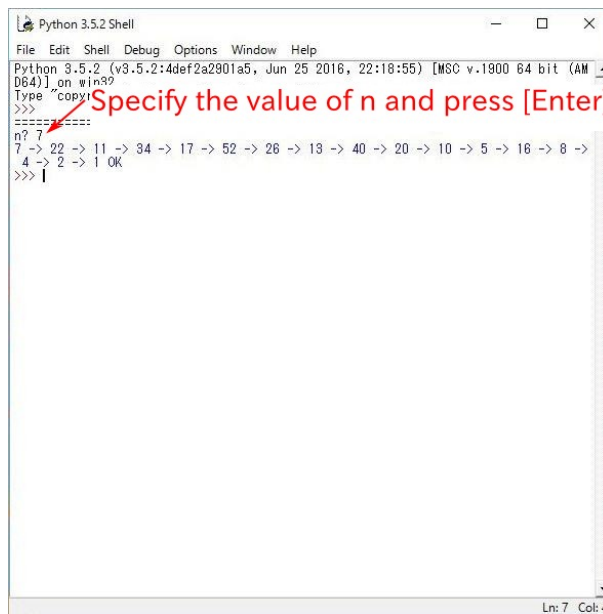 Python 3.5.2 Shell
File Edit Shell Debug Options Window Help
Python 3.5.2 (v3.5.2:4def2a2901a5, Jun 25 2016, 22:18:55) [MSC v.1900 64 bit (AM
D64)] on win32
Type "copyr
>>>
Specify the value of n and press [Enter
===========
n? 7
7 -> 22 -> 11 -> 34 -> 17 -> 52 -> 26 -> 13 -> 40 -> 20 -> 10 -> 5 -> 16 -> 8 ->
4 -> 2 -> 1 OK
>>>
Ln: 7 Col: 4